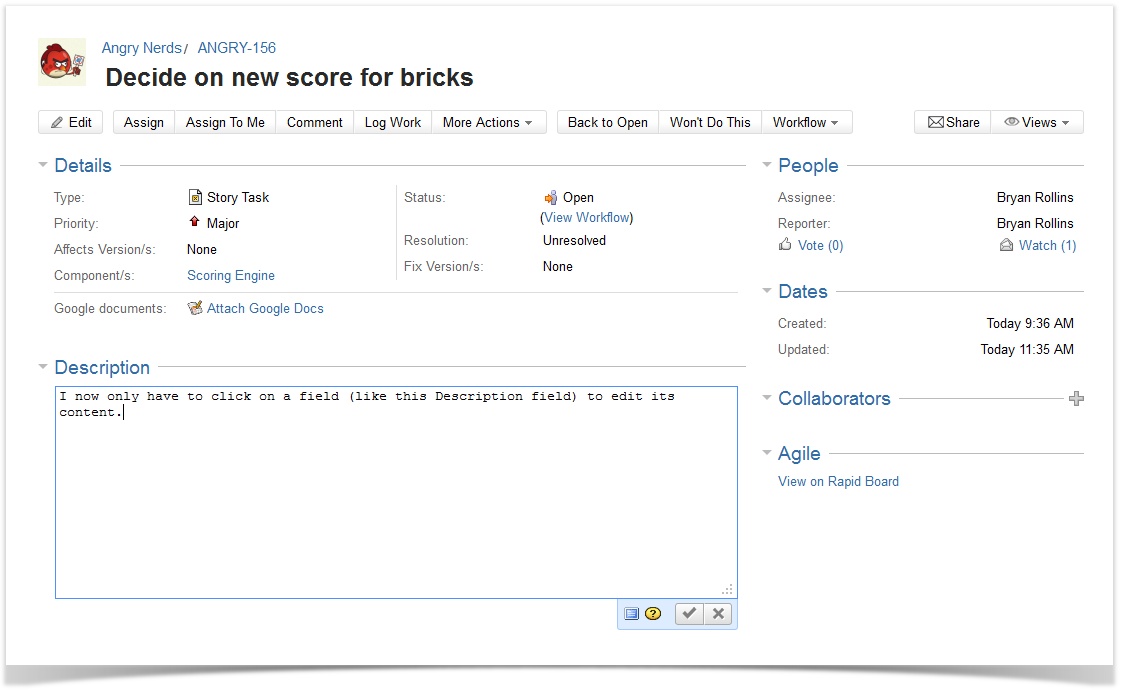 Angry Nerds / ANGRY-156
Decide on new score for bricks
Edit Assign Assign To Me Comment Log Work More Actions Back to Open Won't Do This Workflow Share Views
Details
Type: Story Task
Priority: Major
Affects Version/s: None
Component/s: Scoring Engine
Status: Open
(View Workflow)
Resolution: Unresolved
Fix Version/s: None
Google documents: Attach Google Docs
Description
I now only have to click on a field (like this Description field) to edit its
content.
People
Assignee: Bryan Rollins
Reporter: Bryan Rollins
Vote (0) Watch (1)
Dates
Created: Today 9:36 AM
Updated: Today 11:35 AM
Collaborators
Agile
View on Rapid Board